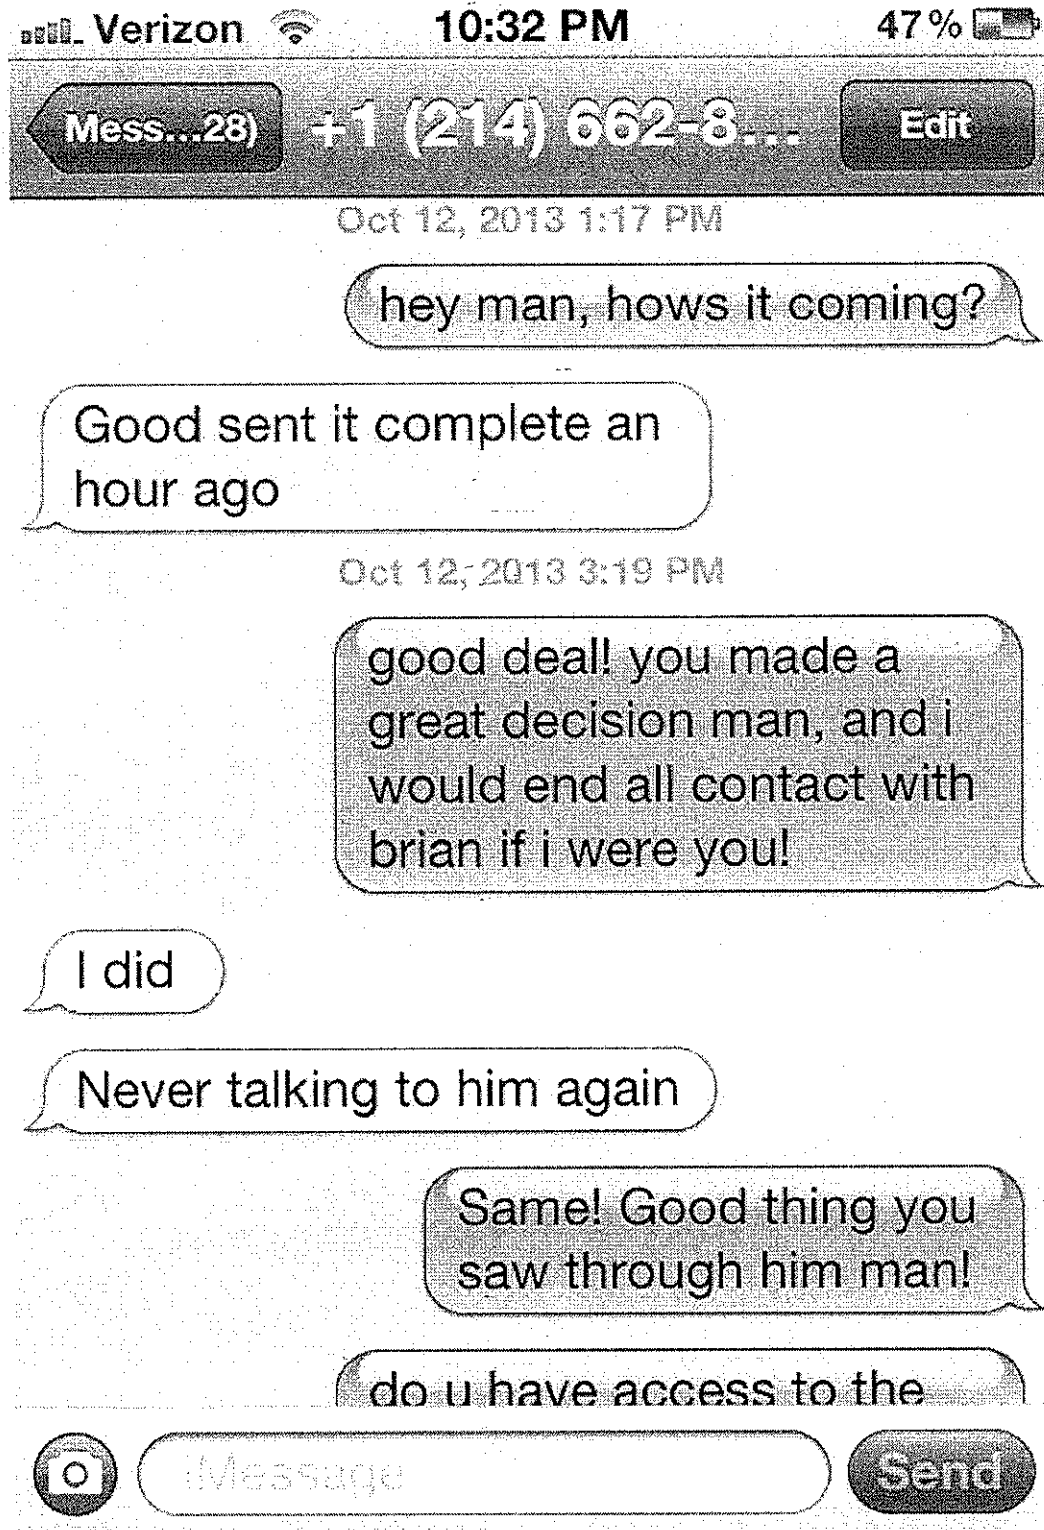 Verizon 10:32 PM 47%
Mess...28) +1 (214) 662-8... Edit
Oct 12, 2013 1:17 PM
hey man, hows it coming?
Good sent it complete an
hour ago
Oct 12, 2013 3:19 PM
good deal! you made a
great decision man, and i
would end all contact with
brian if i were you!
I did
Never talking to him again
Same! Good thing you
saw through him man!
do u have access to the
iMessage Send